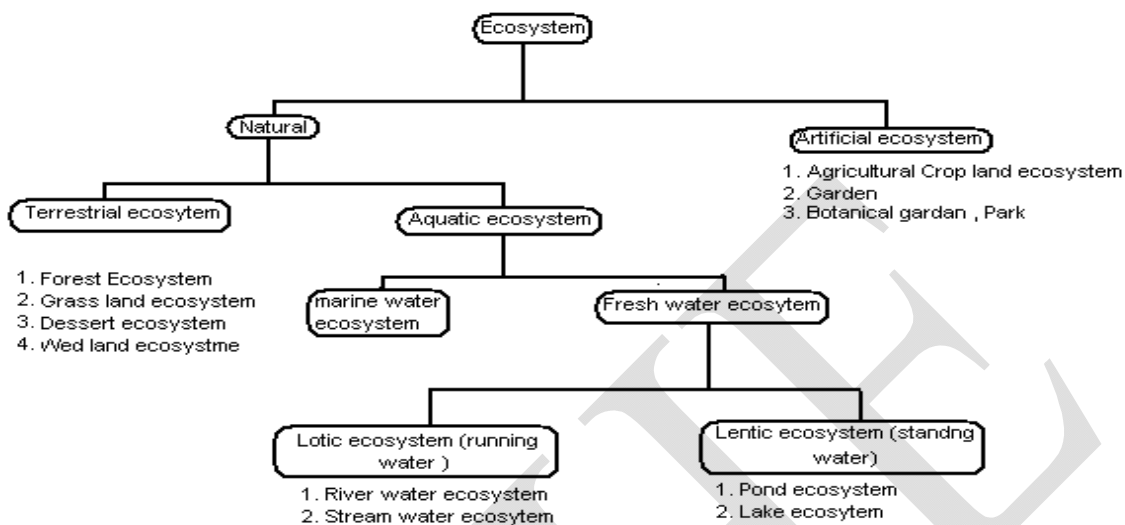 Ecosystem
Natural
Artificial ecosystem
1. Agricultural Crop land ecosystem
2. Garden
3. Botanical gardan , Park
Terrestrial ecosytem
Aquatic ecosystem
1. Forest Ecosystem
2. Grass land ecosystem
3. Dessert ecosystem
4. Wed land ecosystme
marine water
ecosystem
Fresh water ecosytem
Lotic ecosystem (running
water )
1. River water ecosystem
2. Stream water ecosytem
Lentic ecosystem (standng
water)
1. Pond ecosystem
2. Lake ecosytem